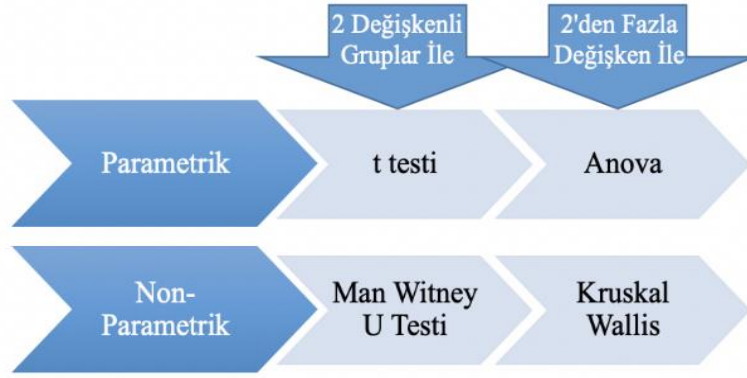 2 Değişkenli
Gruplar İle
2'den Fazla
Değişken İle
Parametrik
t testi
Anova
Non-
Parametrik
Man Witney
U Testi
Kruskal
Wallis